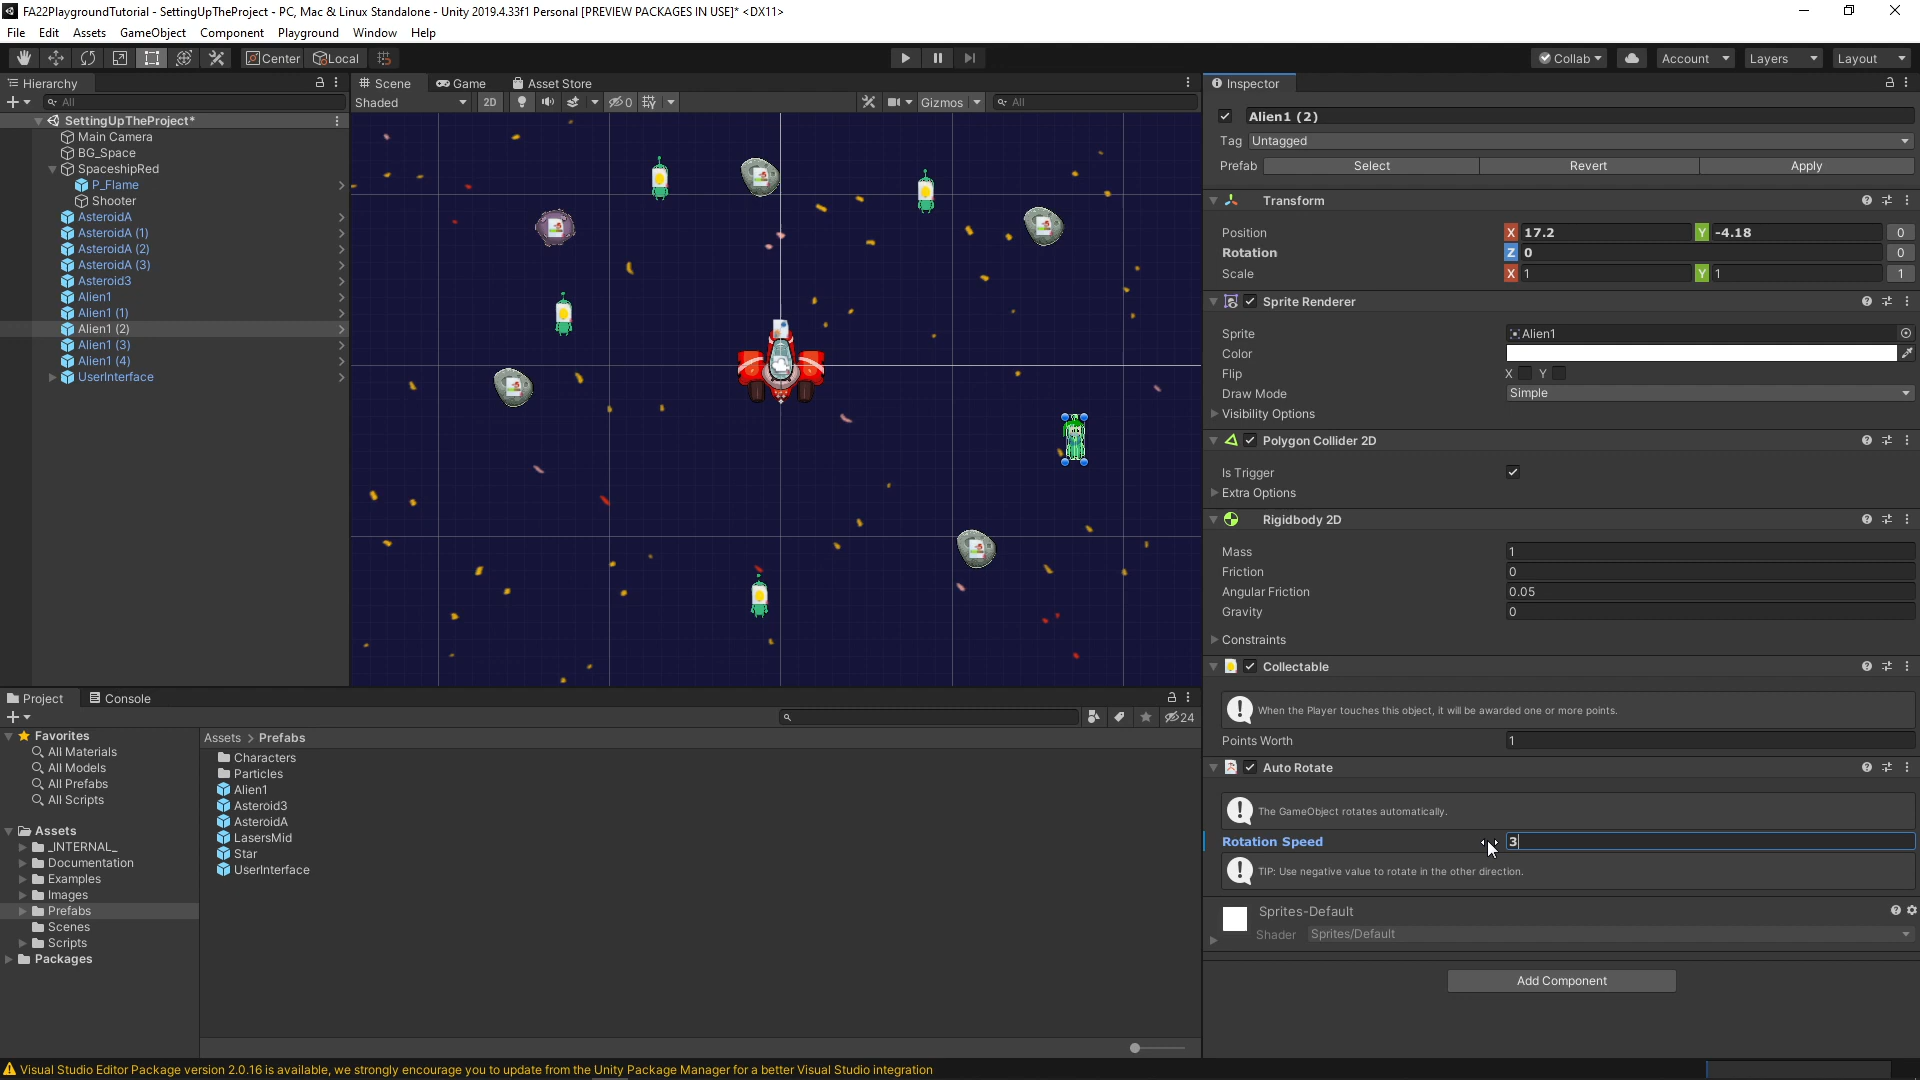 FA22PlaygroundTutorial - SettingUpTheProject - PC, Mac & Linux Standalone - Unity 2019.4.33f1 Personal [PREVIEW PACKAGES IN USE]* <DX11>
File Edit Assets GameObject Component Playground Window Help
Center Local Collab Account Layers Layout
Hierarchy
All
SettingUpTheProject*
Main Camera
BG_Space
SpaceshipRed
P_Flame
Shooter
AsteroidA
AsteroidA (1)
AsteroidA (2)
AsteroidA (3)
Asteroid3
Alien1
Alien1 (1)
Alien1 (2)
Alien1 (3)
Alien1 (4)
UserInterface
Scene Game Asset Store
Shaded 2D 0 Gizmos All
Inspector
Alien1 (2)
Tag Untagged
Prefab Select Revert Apply
Transform
Position X 17.2 Y -4.18 0
Rotation Z 0 0
Scale X 1 Y 1 1
Sprite Renderer
Sprite Alien1
Color
Flip X Y
Draw Mode Simple
Visibility Options
Polygon Collider 2D
Is Trigger
Extra Options
Rigidbody 2D
Mass 1
Friction 0
Angular Friction 0.05
Gravity 0
Constraints
Collectable
When the Player touches this object, it will be awarded one or more points.
Points Worth 1
Auto Rotate
The GameObject rotates automatically.
Rotation Speed 3
TIP: Use negative value to rotate in the other direction.
Sprites-Default
Shader Sprites/Default
Add Component
Project Console
24
Favorites
All Materials
All Models
All Prefabs
All Scripts
Assets
_INTERNAL_
Documentation
Examples
Images
Prefabs
Scenes
Scripts
Packages
Assets > Prefabs
Characters
Particles
Alien1
Asteroid3
AsteroidA
LasersMid
Star
UserInterface
Visual Studio Editor Package version 2.0.16 is available, we strongly encourage you to update from the Unity Package Manager for a better Visual Studio integration